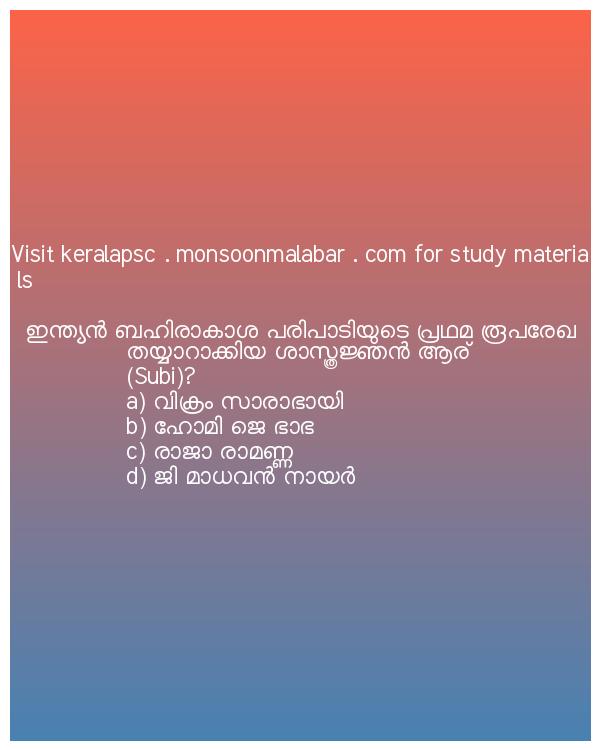 Visit keralapsc . monsoonmalabar . com for study materia
ls
ഇന്ത്യൻ ബഹിരാകാശ പരിപാടിയുടെ പ്രഥമ രൂപരേഖ
തയ്യാറാക്കിയ ശാസ്ത്രജ്ഞൻ ആര്
(Subi)?
a) വിക്രം സാരാഭായി
b) ഹോമി ജെ ഭാഭ
c) രാജാ രാമണ്ണ
d) ജി മാധവൻ നായർ